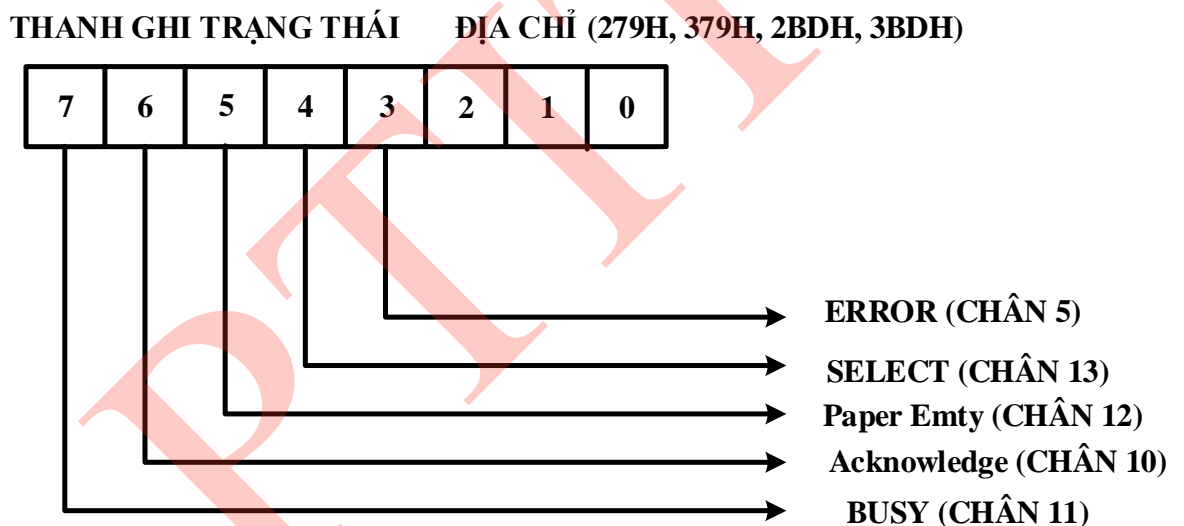 THANH GHI TRẠNG THÁI ĐỊA CHỈ (279H, 379H, 2BDH, 3BDH)
7 6 5 4 3 2 1 0
ERROR (CHÂN 5)
SELECT (CHÂN 13)
Paper Emty (CHÂN 12)
Acknowledge (CHÂN 10)
BUSY (CHÂN 11)
PTIT